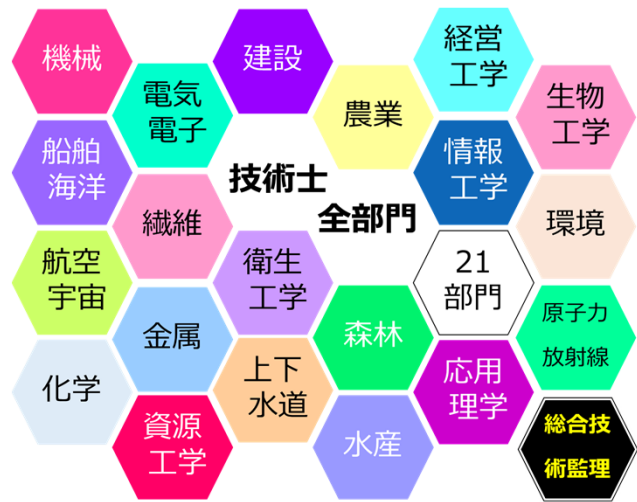 機械
電気
電子
建設
農業
経営
工学
生物
工学
船舶
海洋
繊維
技術士
全部門
情報
工学
環境
航空
宇宙
金属
衛生
工学
森林
21
部門
原子力
放射線
化学
資源
工学
上下
水道
水産
応用
理学
総合技
術監理